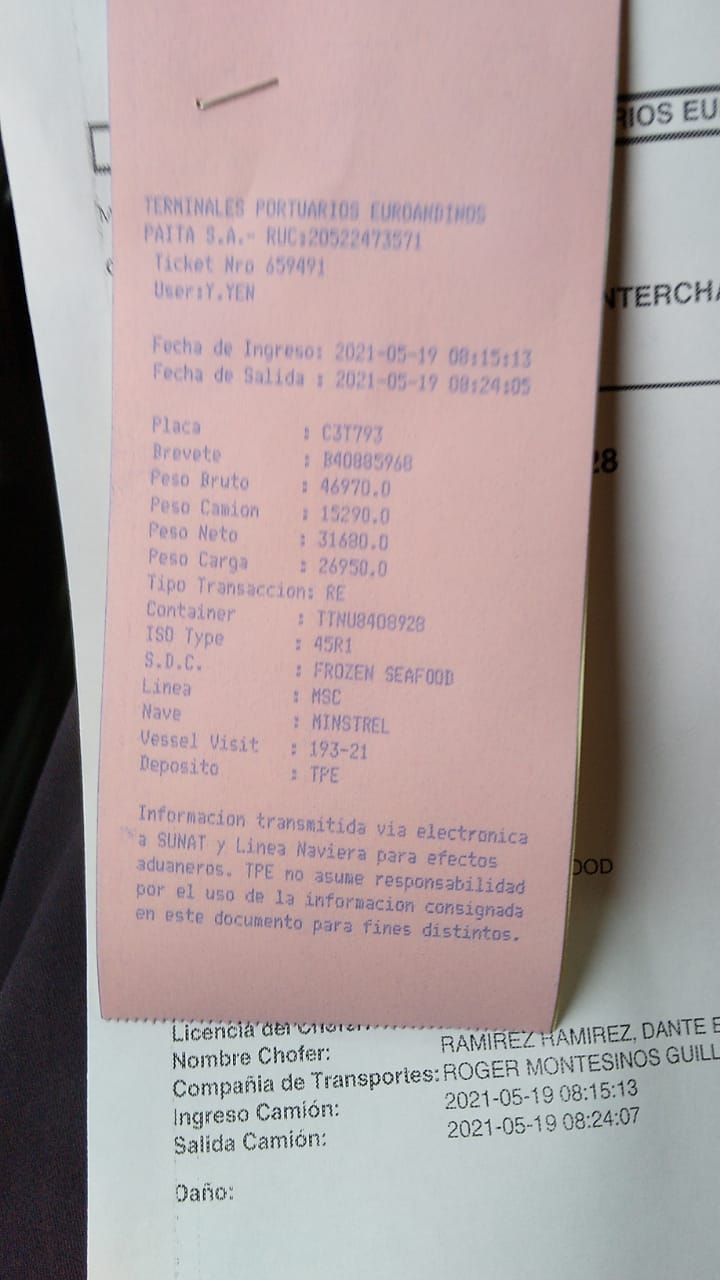 TERMINALES PORTUARIOS EUROANDINOS
PAITA S.A.- RUC:20522473571
Ticket Nro 659491
User:Y.YEN
Fecha de Ingreso: 2021-05-19 08:15:13
Fecha de Salida : 2021-05-19 08:24:05
Placa : C3T793
Brevete : B40885968
Peso Bruto : 46970.0
Peso Camion : 15290.0
Peso Neto : 31680.0
Peso Carga : 26950.0
Tipo Transaccion: RE
Container : TTNU8408928
ISO Type : 45R1
S.D.C. : FROZEN SEAFOOD
Linea : MSC
Nave : MINSTREL
Vessel Visit : 193-21
Deposito : TPE
Informacion transmitida via electronica
a SUNAT y Linea Naviera para efectos
aduaneros. TPE no asume responsabilidad
por el uso de la informacion consignada
en este documento para fines distintos.
RIOS EU
NTERCHA
28
OOD
Licencia del Chofer:
Nombre Chofer: RAMIREZ RAMIREZ, DANTE E
Compañia de Transportes: ROGER MONTESINOS GUILL
Ingreso Camión: 2021-05-19 08:15:13
Salida Camión: 2021-05-19 08:24:07
Daño: